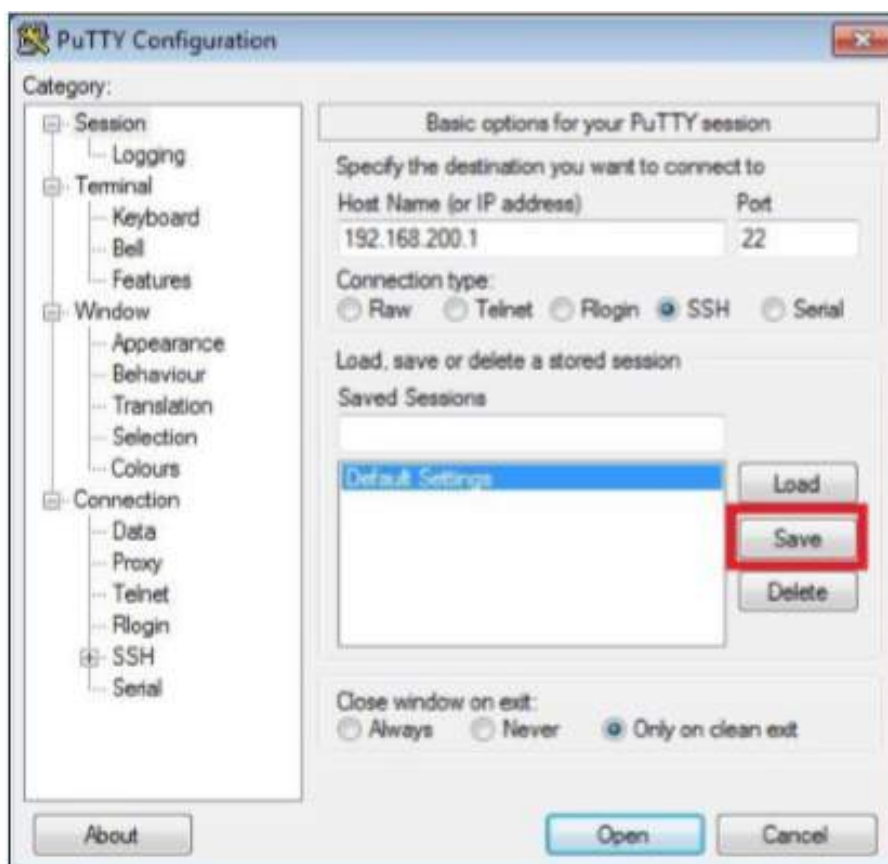 PuTTY Configuration
Category:
Session
Logging
Terminal
Keyboard
Bell
Features
Window
Appearance
Behaviour
Translation
Selection
Colours
Connection
Data
Proxy
Telnet
Rlogin
SSH
Serial
Basic options for your PuTTY session
Specify the destination you want to connect to
Host Name (or IP address) Port
192.168.200.1 22
Connection type:
Raw Telnet Rlogin SSH Serial
Load, save or delete a stored session
Saved Sessions
Default Settings
Load
Save
Delete
Close window on exit:
Always Never Only on clean exit
About Open Cancel